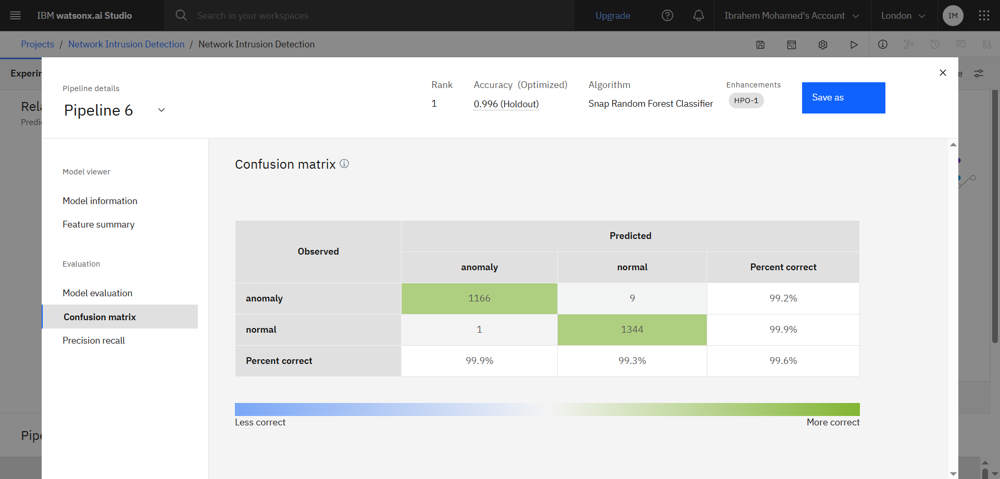 IBM watsonx.ai Studio
Search in your workspaces
Upgrade
Ibrahem Mohamed's Account
London
IM
Projects / Network Intrusion Detection / Network Intrusion Detection
Experin
e
Rela
Predic
Pipe
Pipeline details
Pipeline 6
Rank
1
Accuracy (Optimized)
0.996 (Holdout)
Algorithm
Snap Random Forest Classifier
Enhancements
HPO-1
Save as
Model viewer
Model information
Feature summary
Evaluation
Model evaluation
Confusion matrix
Precision recall
Confusion matrix
Observed
Predicted
anomaly normal Percent correct
anomaly 1166 9 99.2%
normal 1 1344 99.9%
Percent correct 99.9% 99.3% 99.6%
Less correct More correct